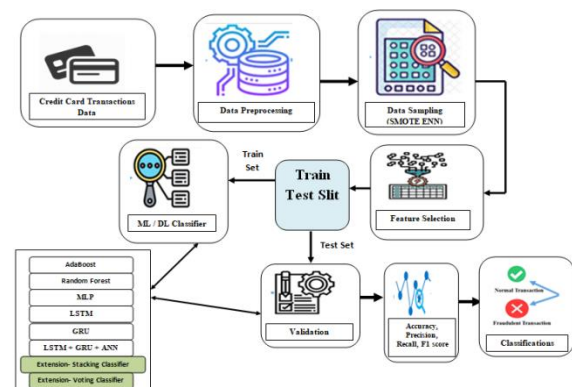 Credit Card Transactions
Data
Data Preprocessing
Data Sampling
(SMOTE ENN)
Train
Set
Train
Test Slit
Feature Selection
ML / DL Classifier
Test Set
AdaBoost
Random Forest
MLP
LSTM
GRU
LSTM + GRU + ANN
Extension- Stacking Classifier
Extension- Voting Classifier
Validation
Accuracy,
Precision,
Recall, F1 score
Normal Transaction
Fraudulent Transaction
Classifications